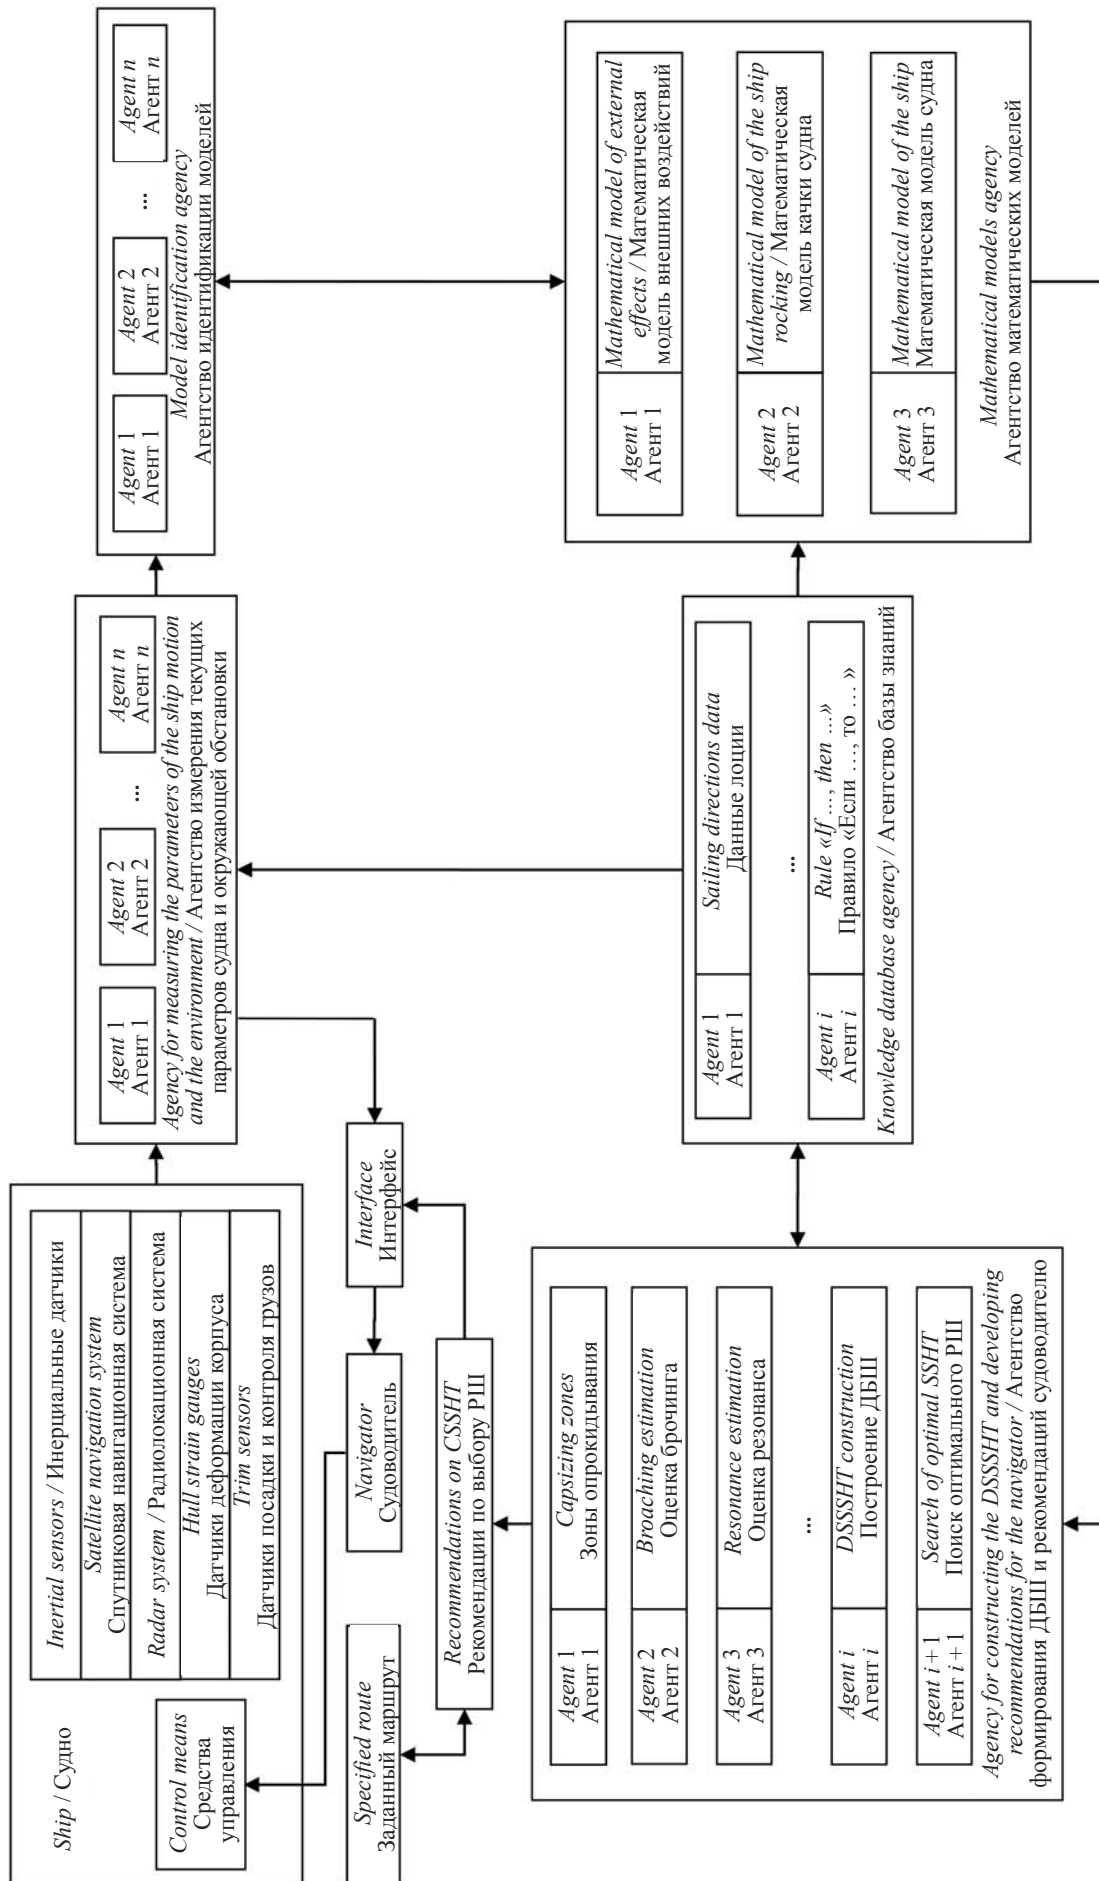 Ship / Судно
Control means
Средства
управления
Inertial sensors / Инерциальные датчики
Satellite navigation system
Спутниковая навигационная система
Radar system / Радиолокационная система
Hull strain gauges
Датчики деформации корпуса
Trim sensors
Датчики посадки и контроля грузов
Agent 1
Агент 1
Agent 2
Агент 2
...
Agent n
Агент n
Agency for measuring the parameters of the ship motion
and the environment / Агентство измерения текущих
параметров судна и окружающей обстановки
Agent 1
Агент 1
Agent 2
Агент 2
...
Agent n
Агент n
Model identification agency
Агентство идентификации моделей
Specified route
Заданный маршрут
Navigator
Судоводитель
Interface
Интерфейс
Recommendations on CSSHT
Рекомендации по выбору РШ
Agent 1
Агент 1
Capsizing zones
Зоны опрокидывания
Agent 2
Агент 2
Broaching estimation
Оценка брочинга
Agent 3
Агент 3
Resonance estimation
Оценка резонанса
...
Agent i
Агент i
DSSSHT construction
Построение ДБШ
Agent i + 1
Агент i + 1
Search of optimal SSHT
Поиск оптимального РШ
Agency for constructing the DSSSHT and developing
recommendations for the navigator / Агентство
формирования ДБШ и рекомендаций судоводителю
Agent 1
Агент 1
Sailing directions data
Данные лоции
...
Agent i
Агент i
Rule «If ..., then ...»
Правило «Если ..., то ... »
Knowledge database agency / Агентство базы знаний
Agent 1
Агент 1
Mathematical model of external
effects / Математическая
модель внешних воздействий
Agent 2
Агент 2
Mathematical model of the ship
rocking / Математическая
модель качки судна
Agent 3
Агент 3
Mathematical model of the ship
Математическая модель судна
Mathematical models agency
Агентство математических моделей